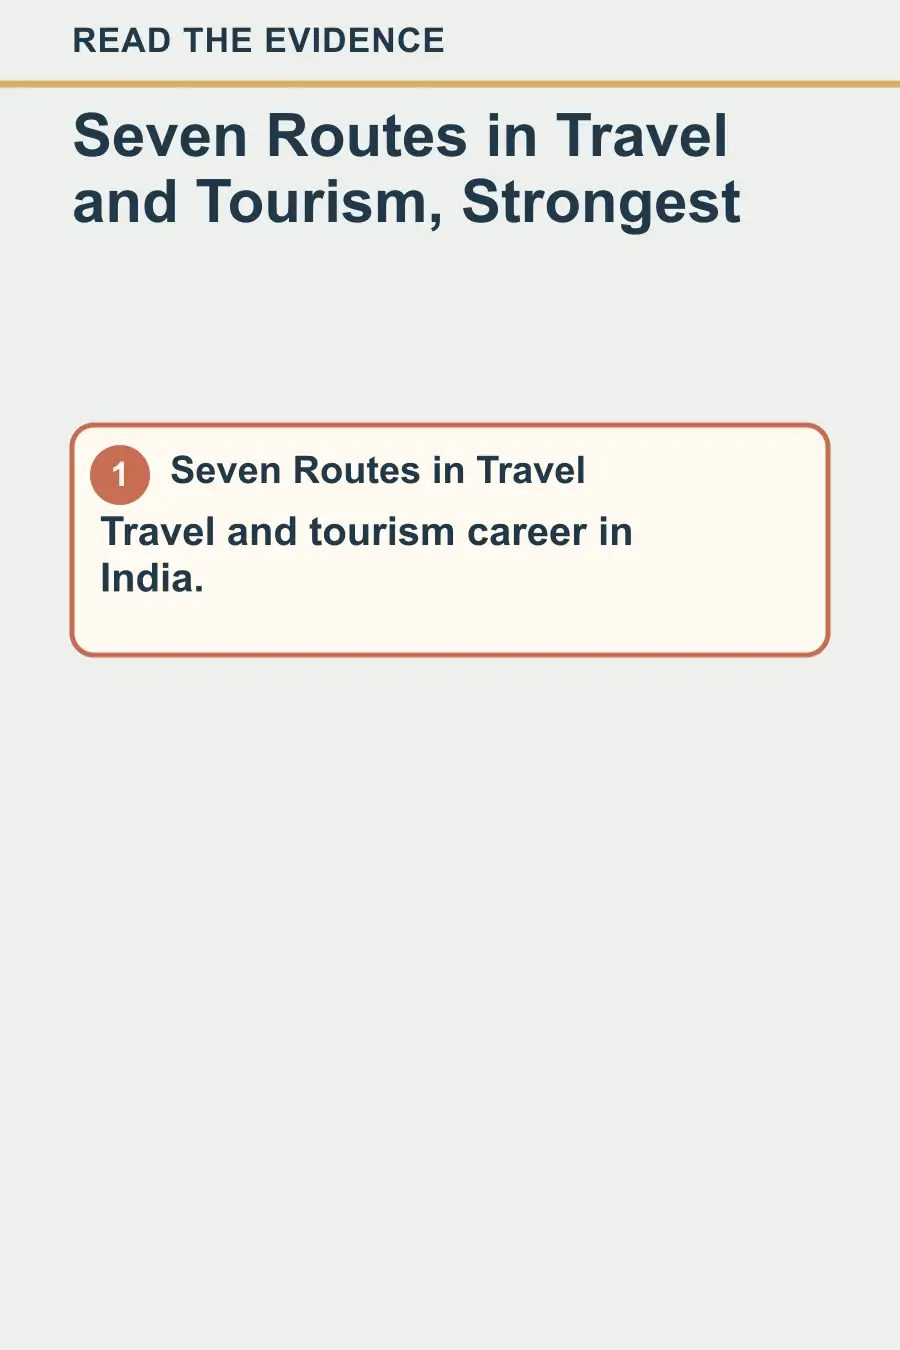 READ THE EVIDENCE
Seven Routes in Travel
and Tourism, Strongest
1 Seven Routes in Travel
Travel and tourism career in
India.